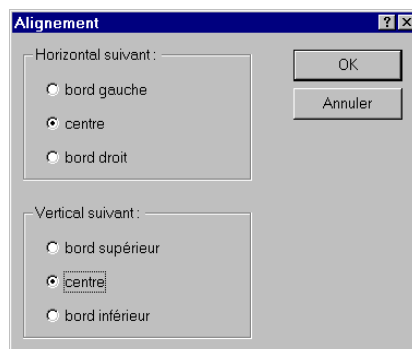 Alignement
Horizontal suivant :
bord gauche
centre
bord droit
OK
Annuler
Vertical suivant :
bord supérieur
centre
bord inférieur